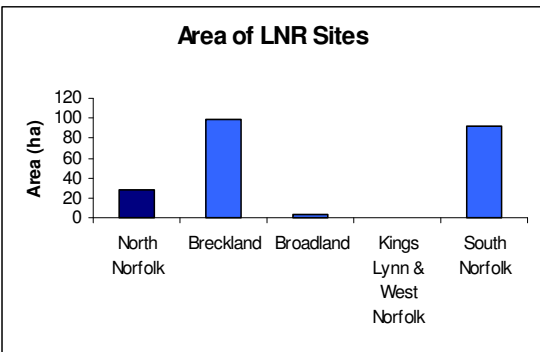 Area of LNR Sites
Area (ha)
120
100
80
60
40
20
0
North
Norfolk
Breckland
Broadland
Kings
Lynn &
West
Norfolk
South
Norfolk